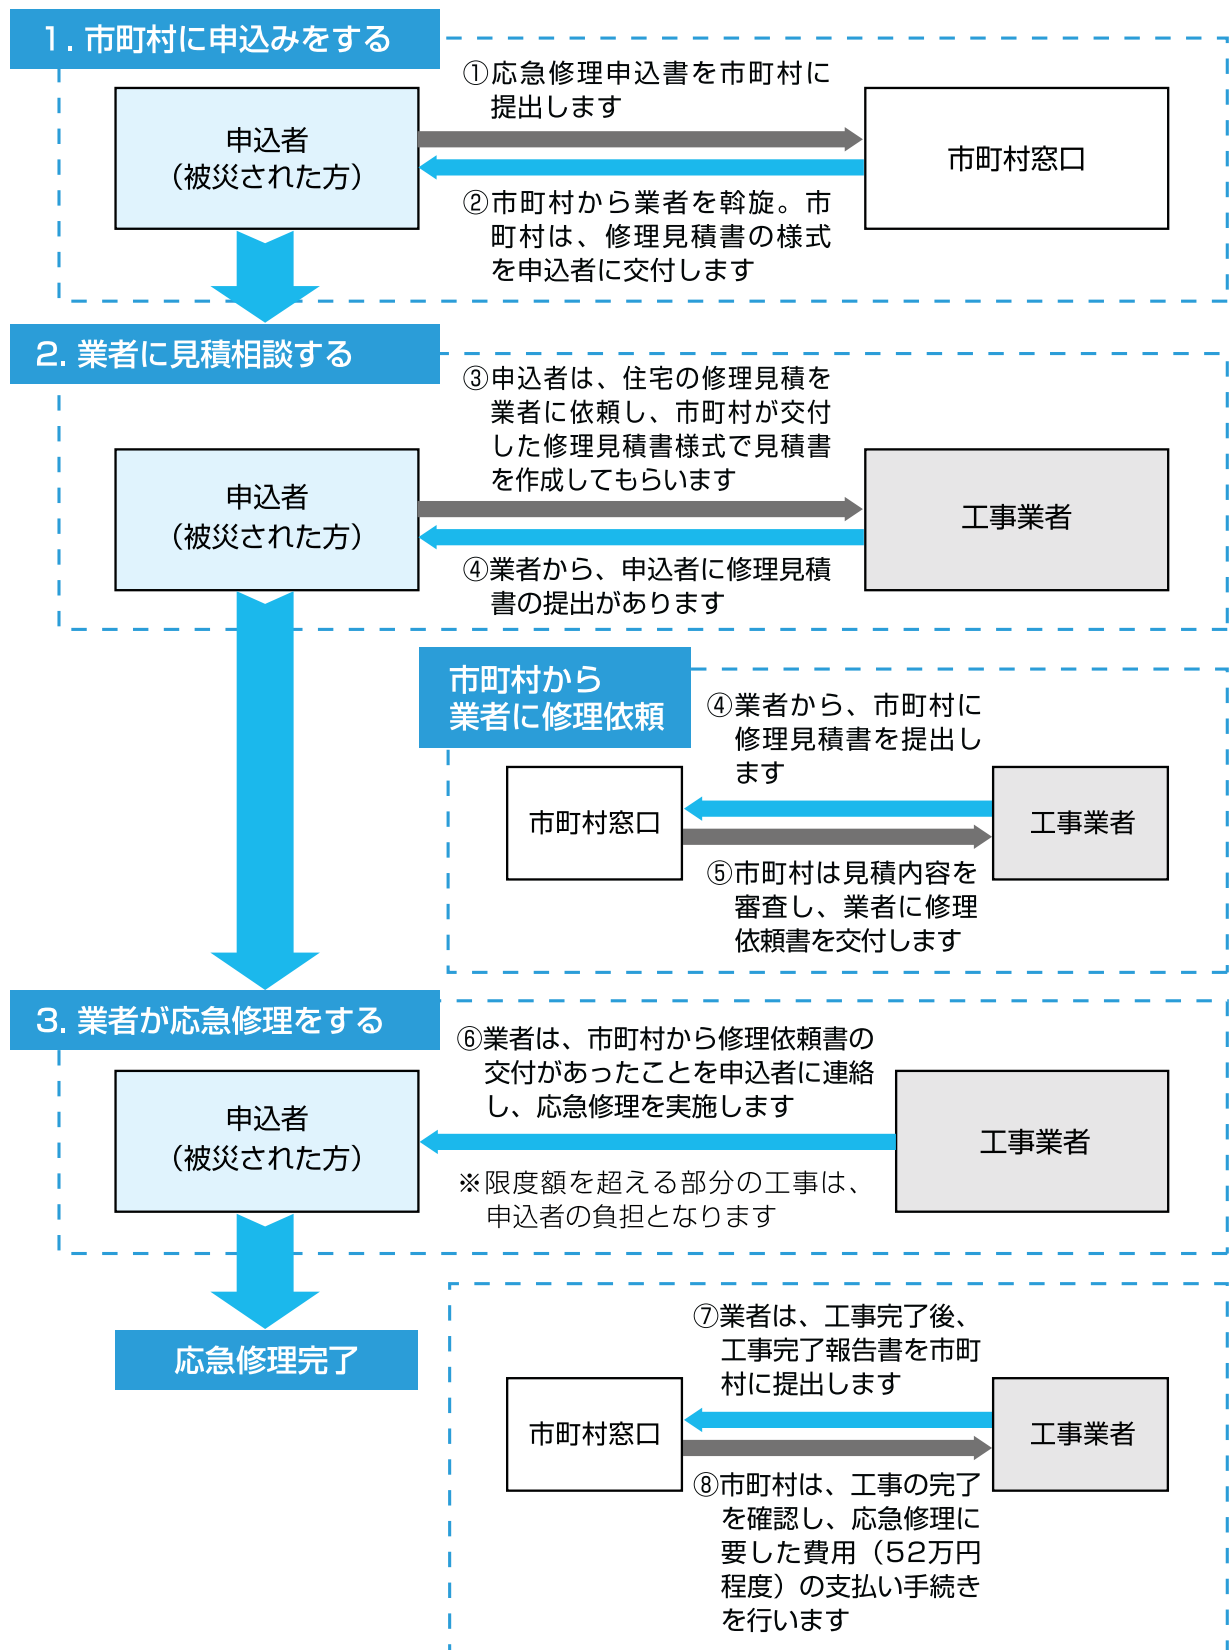 1. 市町村に申込みをする
①応急修理申込書を市町村に
提出します
申込者
（被災された方）
市町村窓口
②市町村から業者を斡旋。市
町村は、修理見積書の様式
を申込者に交付します
2. 業者に見積相談する
③申込者は、住宅の修理見積を
業者に依頼し、市町村が交付
した修理見積書様式で見積書
を作成してもらいます
申込者
（被災された方）
工事業者
④業者から、申込者に修理見積
書の提出があります
市町村から
業者に修理依頼
④業者から、市町村に
修理見積書を提出し
ます
市町村窓口
工事業者
⑤市町村は見積内容を
審査し、業者に修理
依頼書を交付します
3. 業者が応急修理をする
⑥業者は、市町村から修理依頼書の
交付があったことを申込者に連絡
し、応急修理を実施します
申込者
（被災された方）
工事業者
※限度額を超える部分の工事は、
申込者の負担となります
応急修理完了
⑦業者は、工事完了後、
工事完了報告書を市町
村に提出します
市町村窓口
工事業者
⑧市町村は、工事の完了
を確認し、応急修理に
要した費用（52万円
程度）の支払い手続き
を行います